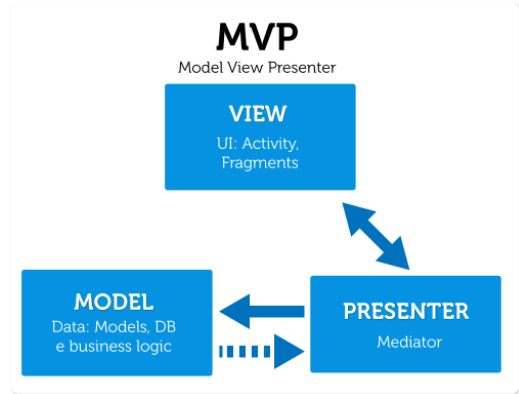 MVP
Model View Presenter
VIEW
UI: Activity,
Fragments
MODEL
Data: Models, DB
e business logic
PRESENTER
Mediator